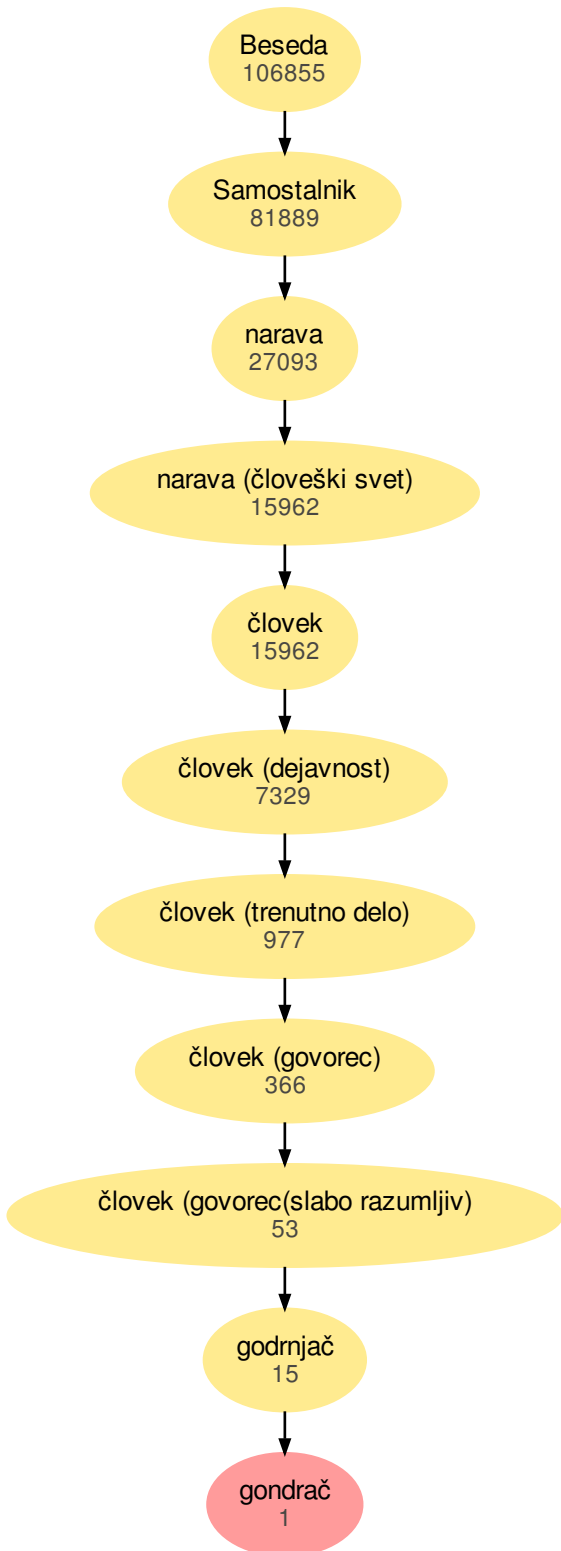 Beseda
106855
Samostalnik
81889
narava
27093
narava (človeški svet)
15962
človek
15962
človek (dejavnost)
7329
človek (trenutno delo)
977
človek (govorec)
366
človek (govorec(slabo razumljiv)
53
godrnjač
15
gondrač
1